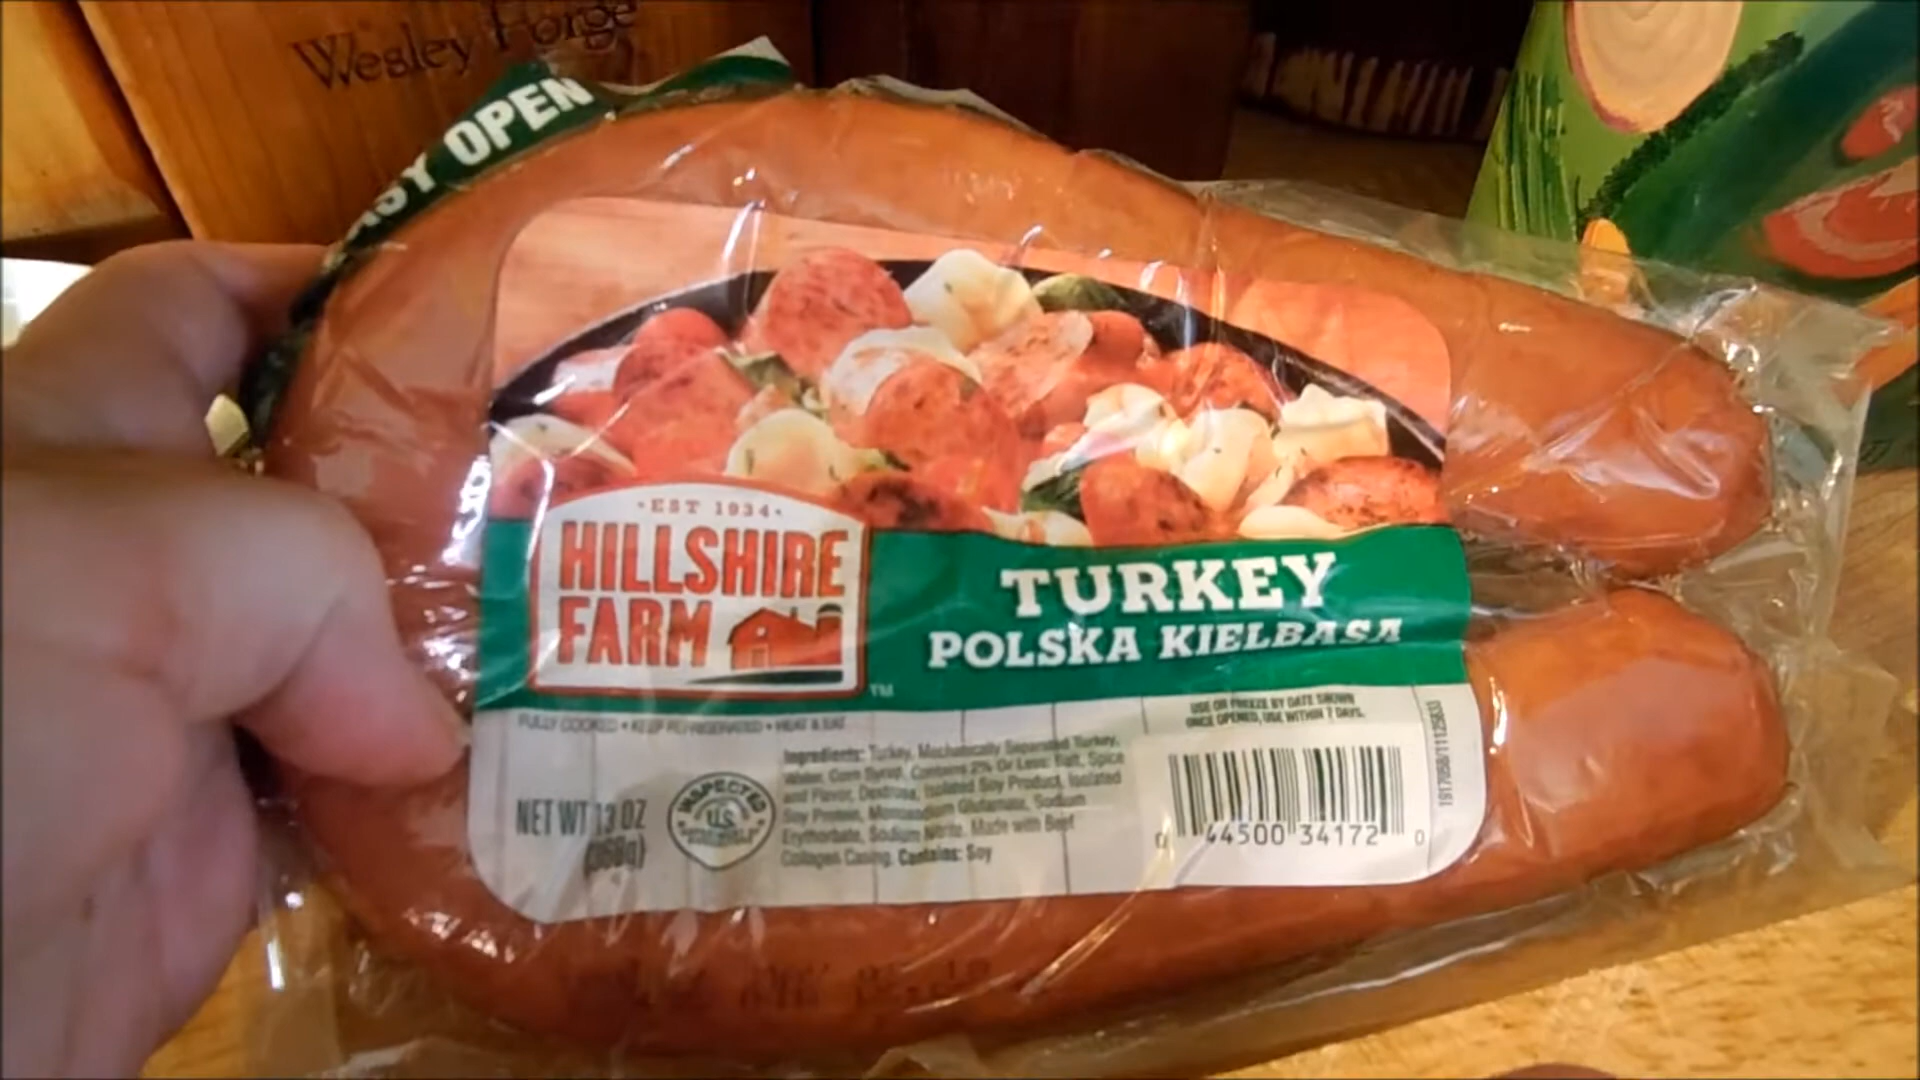 Wesley Forge
EASY OPEN
EST 1934
HILLSHIRE
FARM
TM
TURKEY
POLSKA KIELBASA
FULLY COOKED • KEEP REFRIGERATED • HEAT & EAT
USE OR FREEZE BY DATE SHOWN
ONCE OPENED, USE WITHIN 7 DAYS.
NET WT 13 OZ
(368g)
INSPECTED
U.S.
Ingredients: Turkey, Mechanically Separated Turkey,
Water, Corn Syrup, Contains 2% Or Less: Salt, Spice
and Flavor, Dextrose, Isolated Soy Product, Isolated
Soy Protein, Monosodium Glutamate, Sodium
Erythorbate, Sodium Nitrite. Made with Beef
Collagen Casing. Contains: Soy
0 44500 34172 0